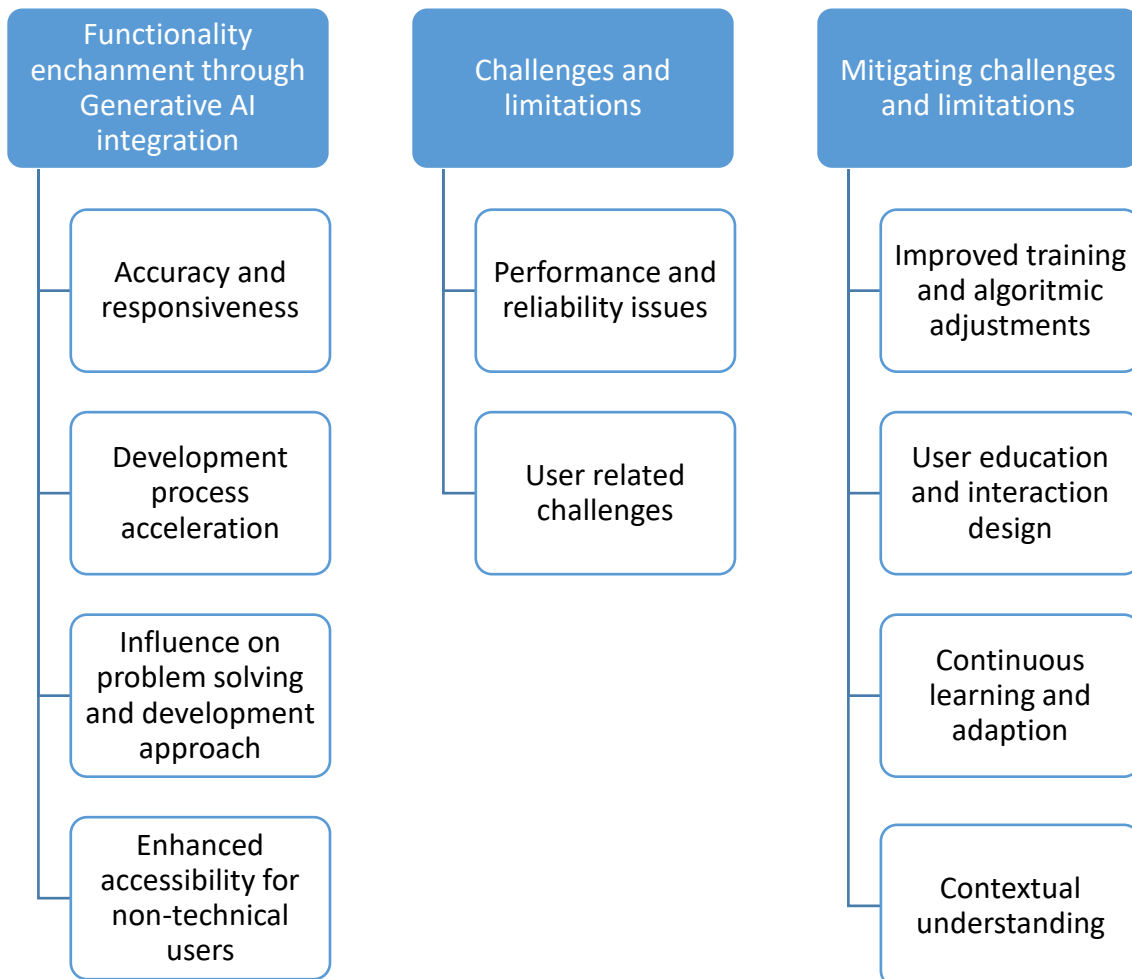 Functionality
enchanment through
Generative AI
integration
Accuracy and
responsiveness
Development
process
acceleration
Influence on
problem solving
and development
approach
Enhanced
accessibility for
non-technical
users
Challenges and
limitations
Performance and
reliability issues
User related
challenges
Mitigating challenges
and limitations
Improved training
and algoritmic
adjustments
User education
and interaction
design
Continuous
learning and
adaption
Contextual
understanding